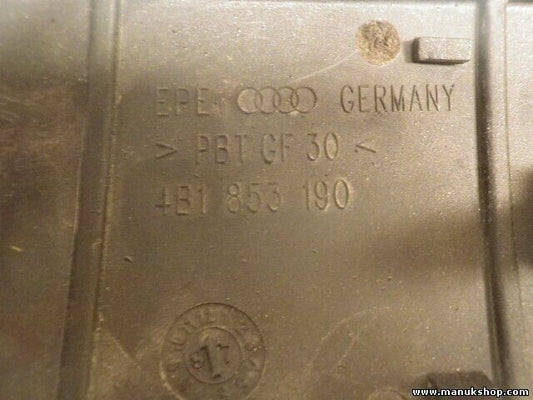 EPE GERMANY
> PBT GF 30 <
4B1 853 190
www.manukshop.com